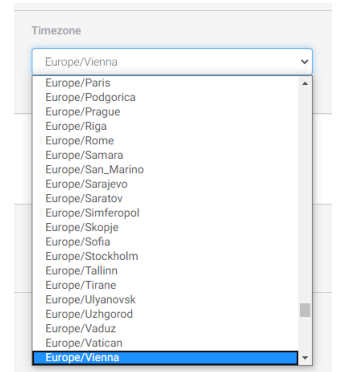 Timezone
Europe/Vienna
Europe/Paris
Europe/Podgorica
Europe/Prague
Europe/Riga
Europe/Rome
Europe/Samara
Europe/San_Marino
Europe/Sarajevo
Europe/Saratov
Europe/Simferopol
Europe/Skopje
Europe/Sofia
Europe/Stockholm
Europe/Tallinn
Europe/Tirane
Europe/Ulyanovsk
Europe/Uzhgorod
Europe/Vaduz
Europe/Vatican
Europe/Vienna